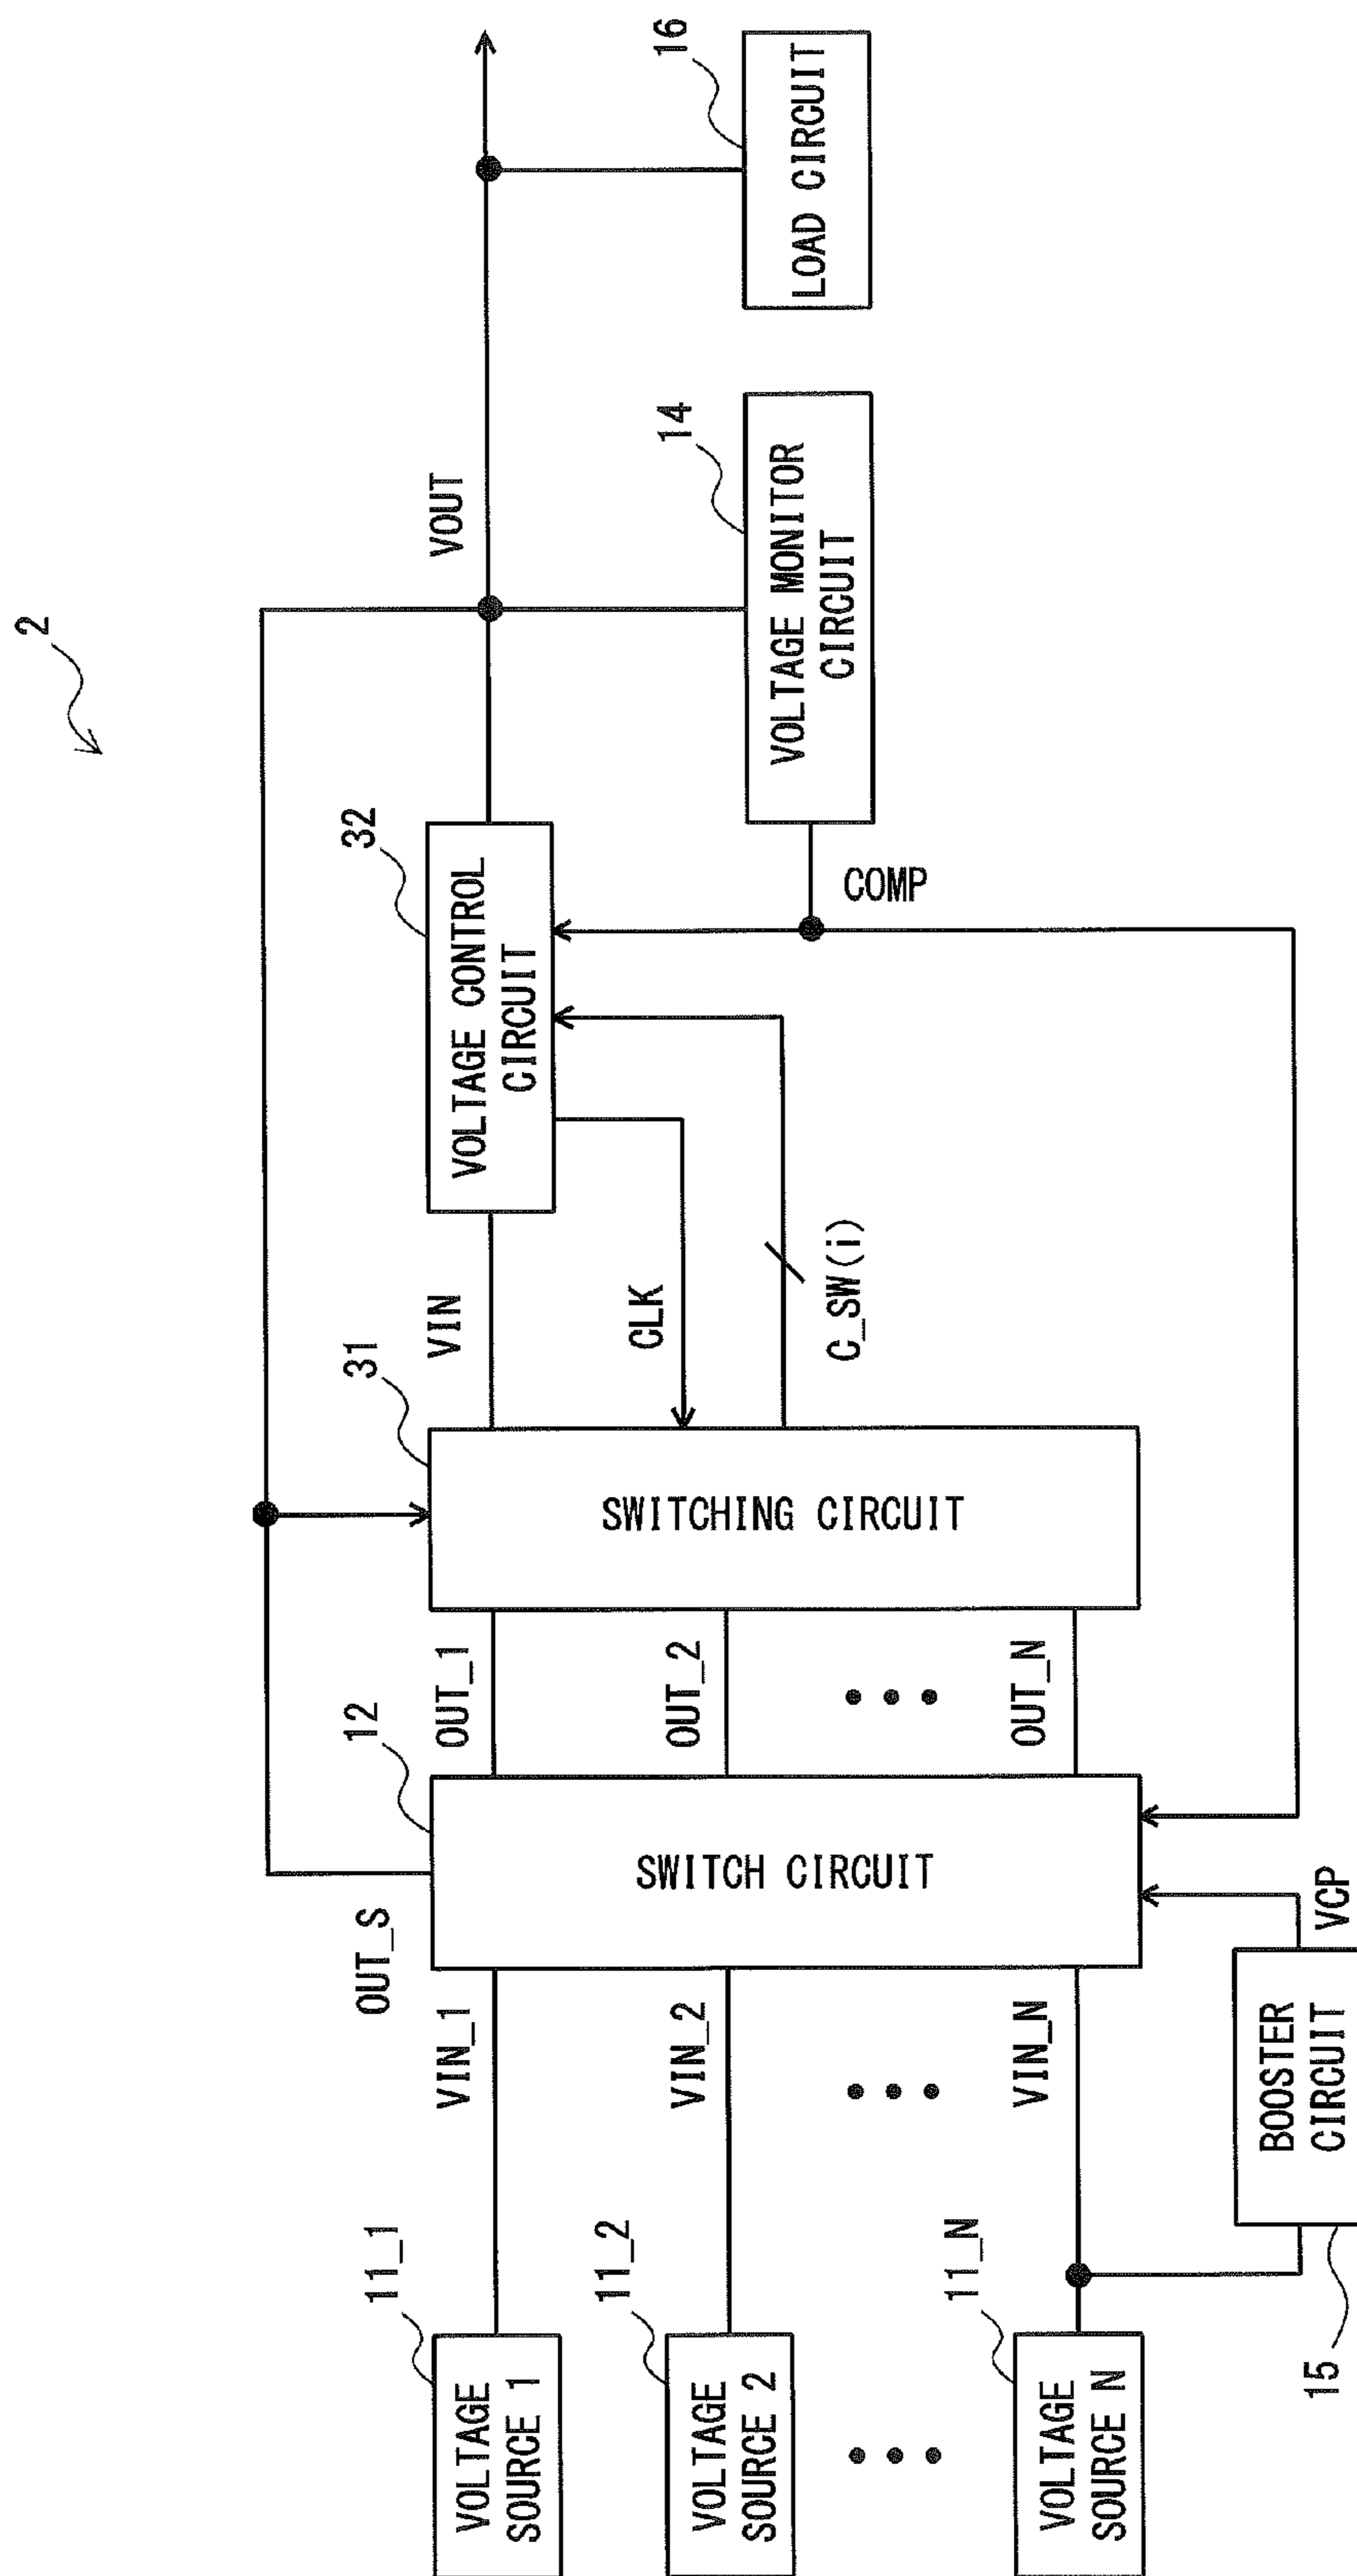 2
11_1
VOLTAGE
SOURCE 1
11_2
VOLTAGE
SOURCE 2
11_N
VOLTAGE
SOURCE N
VIN_1
VIN_2
VIN_N
15
BOOSTER
CIRCUIT
VCP
OUT_S
12
SWITCH CIRCUIT
OUT_1
OUT_2
OUT_N
31
SWITCHING CIRCUIT
VIN
CLK
C_SW(i)
32
VOLTAGE CONTROL
CIRCUIT
COMP
VOUT
14
VOLTAGE MONITOR
CIRCUIT
16
LOAD CIRCUIT